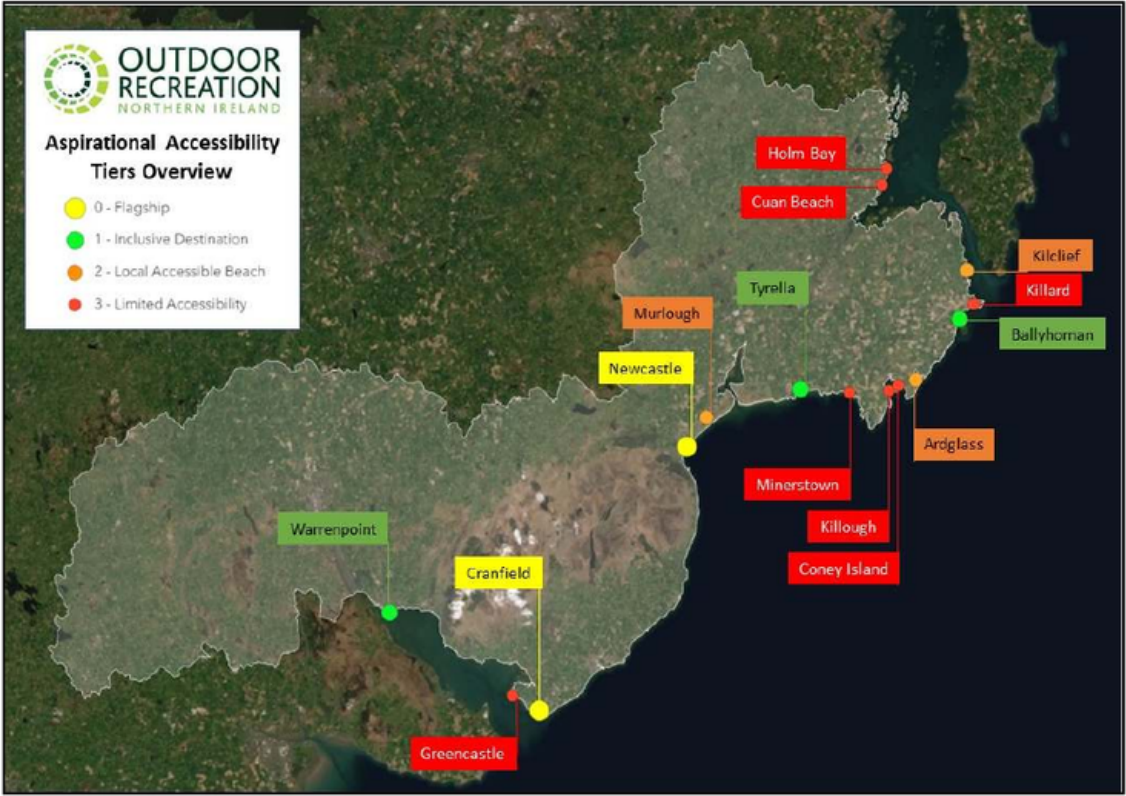 OUTDOOR
RECREATION
NORTHERN IRELAND
Aspirational Accessibility
Tiers Overview
0 - Flagship
1 - Inclusive Destination
2 - Local Accessible Beach
3 - Limited Accessibility
Holm Bay
Cuan Beach
Kilclief
Killard
Tyrella
Murlough
Ballyhornan
Newcastle
Ardglass
Minerstown
Killough
Warrenpoint
Coney Island
Cranfield
Greencastle